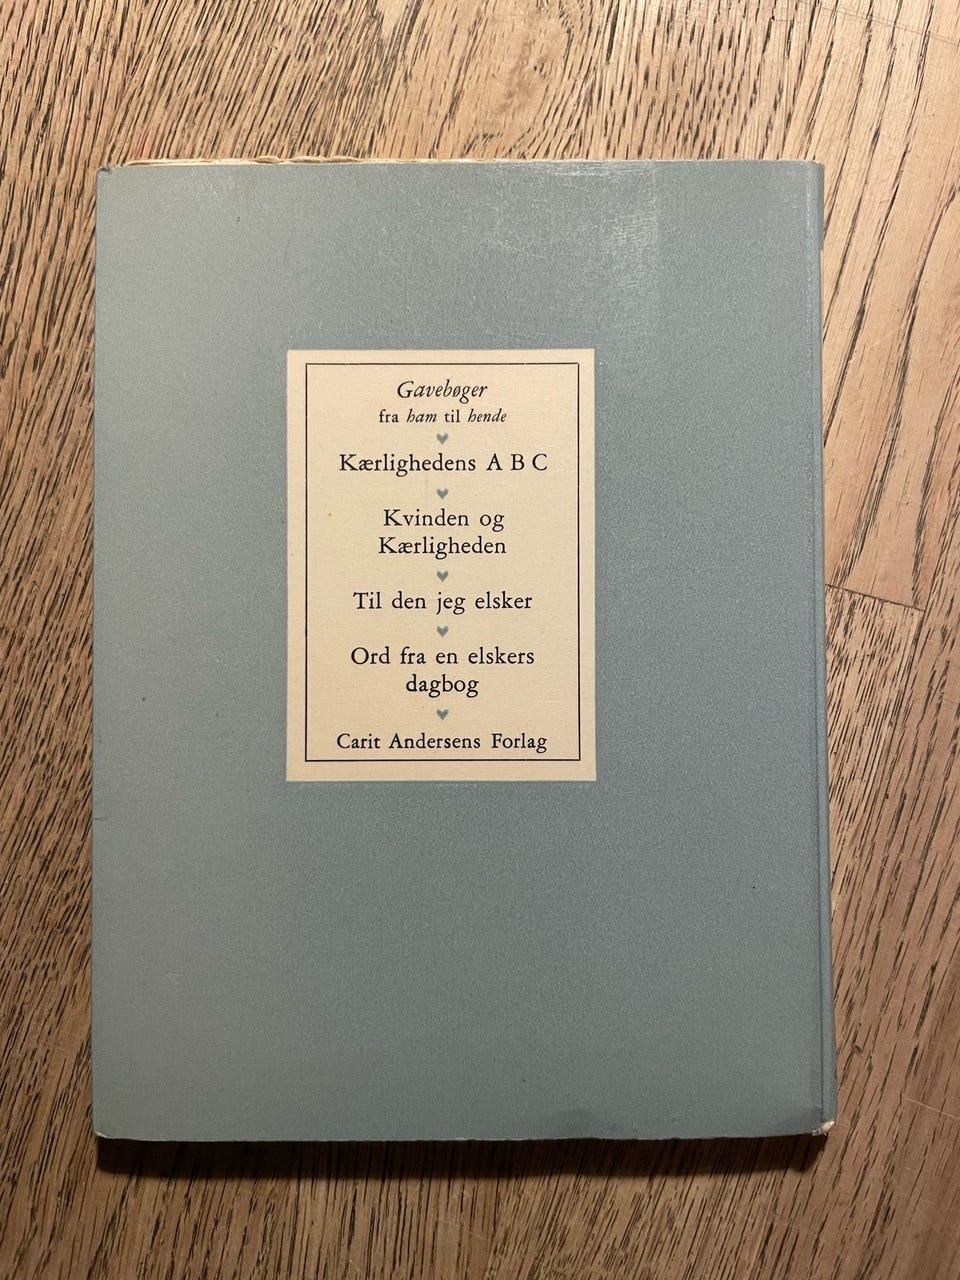 Gavebøger
fra ham til hende
Kærlighedens A B C
Kvinden og
Kærligheden
Til den jeg elsker
Ord fra en elskers
dagbog
Carit Andersens Forlag